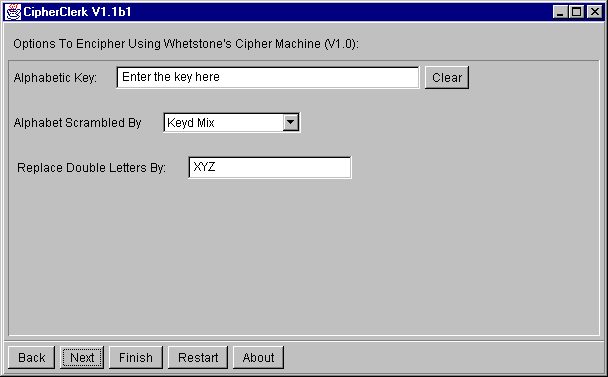 CipherClerk V1.1b1
Options To Encipher Using Whetstone's Cipher Machine (V1.0):
Alphabetic Key: Enter the key here Clear
Alphabet Scrambled By Keyd Mix
Replace Double Letters By: XYZ
Back Next Finish Restart About